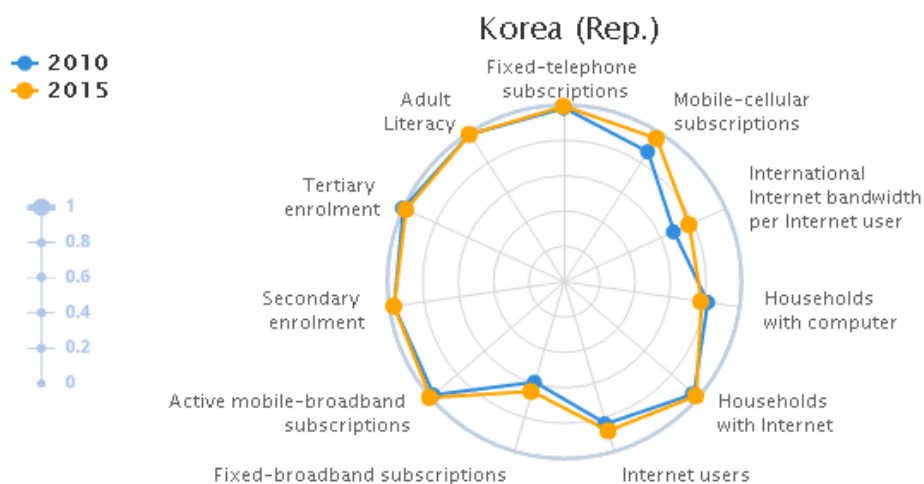 Korea (Rep.)
2010
2015
Fixed-telephone
subscriptions
Mobile-cellular
subscriptions
International
Internet bandwidth
per Internet user
Households
with computer
Households
with Internet
Internet users
Fixed-broadband subscriptions
Active mobile-broadband
subscriptions
Secondary
enrolment
Tertiary
enrolment
Adult
Literacy
1
0.8
0.6
0.4
0.2
0